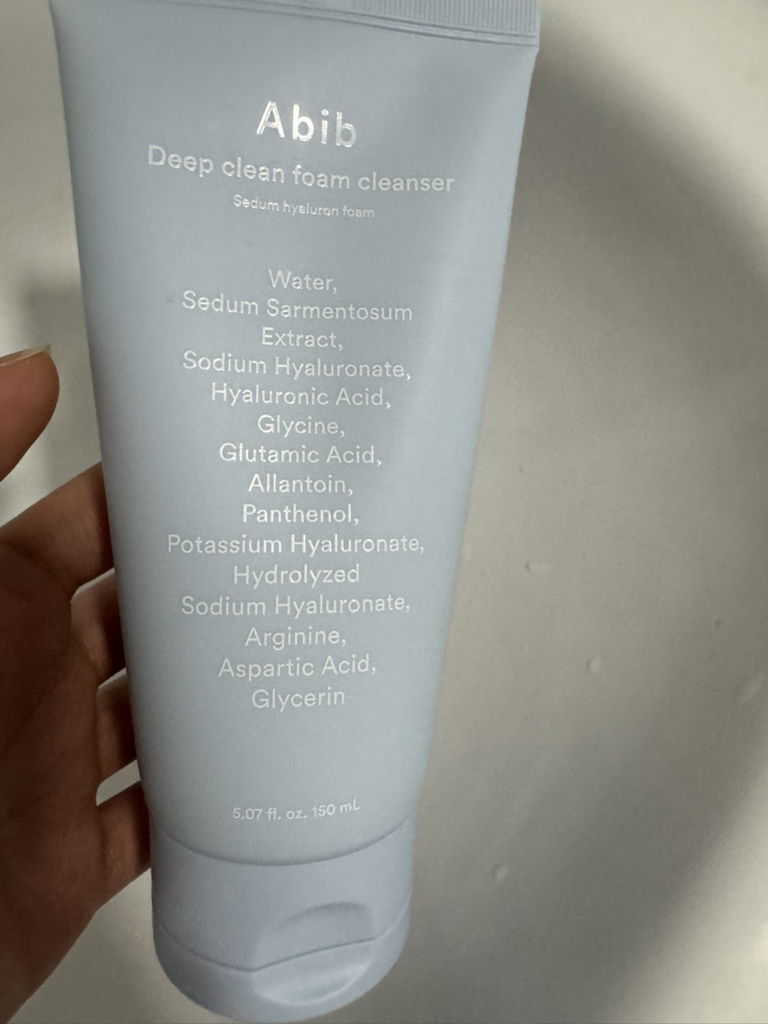 Abib
Deep clean foam cleanser
Sedum hyaluron foam
Water,
Sedum Sarmentosum
Extract,
Sodium Hyaluronate,
Hyaluronic Acid,
Glycine,
Glutamic Acid,
Allantoin,
Panthenol,
Potassium Hyaluronate,
Hydrolyzed
Sodium Hyaluronate,
Arginine,
Aspartic Acid,
Glycerin
5.07 fl. oz. 150 mL